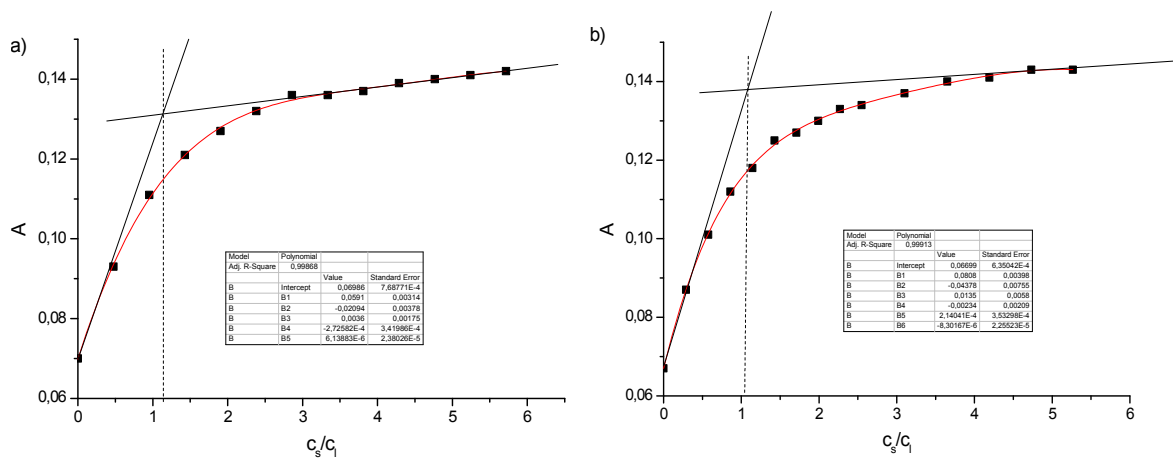 a)
0,14
0,12
0,10
0,08
0,06
A
0 1 2 3 4 5 6
c_s/c_l
Model Polynomial
Adj. R-Square 0,99868
Value Standard Error
B Intercept 0,06986 7,68771E-4
B B1 0,0591 0,00314
B B2 -0,02094 0,00378
B B3 0,0036 0,00175
B B4 -2,72582E-4 3,41986E-4
B B5 6,13883E-6 2,38026E-5
b)
0,14
0,12
0,10
0,08
0,06
A
0 1 2 3 4 5 6
c_s/c_l
Model Polynomial
Adj. R-Square 0,99913
Value Standard Error
B Intercept 0,06699 6,35042E-4
B B1 0,0808 0,00398
B B2 -0,04378 0,00755
B B3 0,0135 0,0058
B B4 -0,00234 0,00209
B B5 2,14041E-4 3,53298E-4
B B6 -8,30167E-6 2,25523E-5